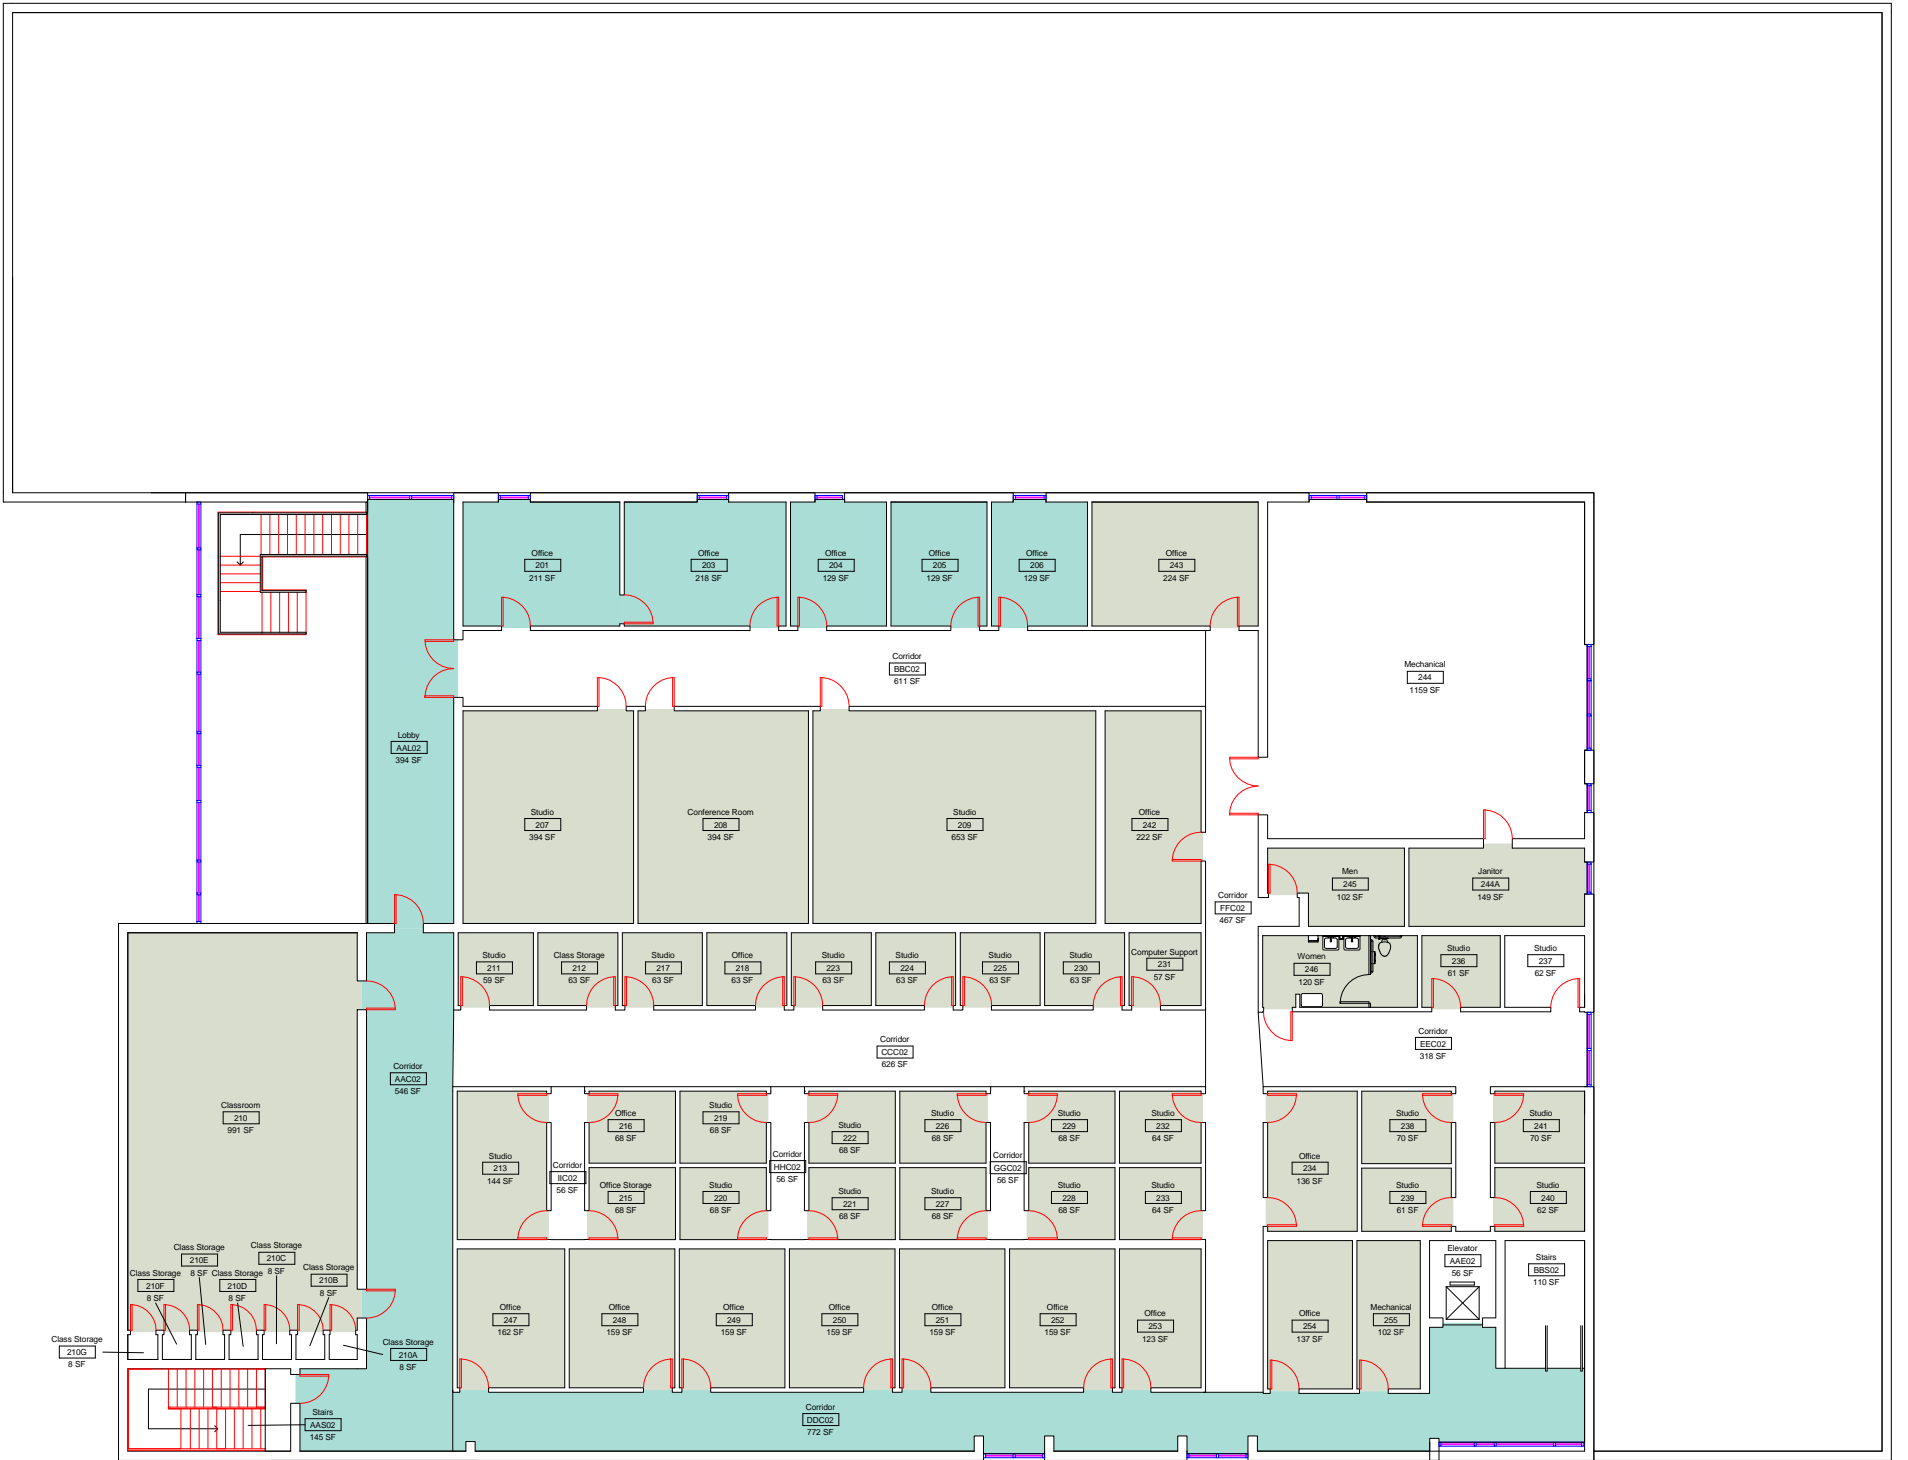 Office
201
211 SF
Office
203
218 SF
Office
204
129 SF
Office
205
129 SF
Office
206
129 SF
Office
243
224 SF
Corridor
BBC02
611 SF
Mechanical
244
1159 SF
Lobby
AAL02
394 SF
Studio
207
394 SF
Conference Room
208
394 SF
Studio
209
653 SF
Office
242
222 SF
Men
245
102 SF
Janitor
244A
149 SF
Corridor
FFC02
467 SF
Studio
211
59 SF
Class Storage
212
63 SF
Studio
217
63 SF
Office
218
63 SF
Studio
223
63 SF
Studio
224
63 SF
Studio
225
63 SF
Studio
230
63 SF
Computer Support
231
57 SF
Women
246
120 SF
Studio
236
61 SF
Studio
237
62 SF
Corridor
CCC02
626 SF
Corridor
EEC02
318 SF
Corridor
AAC02
546 SF
Classroom
210
991 SF
Studio
213
144 SF
Corridor
IIC02
56 SF
Office
216
68 SF
Office Storage
215
68 SF
Studio
219
68 SF
Studio
220
68 SF
Corridor
HHC02
56 SF
Studio
222
68 SF
Studio
221
68 SF
Studio
226
68 SF
Studio
227
68 SF
Corridor
GGC02
56 SF
Studio
229
68 SF
Studio
228
68 SF
Studio
232
64 SF
Studio
233
64 SF
Office
234
136 SF
Studio
238
70 SF
Studio
239
61 SF
Studio
241
70 SF
Studio
240
62 SF
Class Storage
210E
8 SF
Class Storage
210C
8 SF
Class Storage
210F
8 SF
Class Storage
210D
8 SF
Class Storage
210B
8 SF
Class Storage
210G
8 SF
Class Storage
210A
8 SF
Office
247
162 SF
Office
248
159 SF
Office
249
159 SF
Office
250
159 SF
Office
251
159 SF
Office
252
159 SF
Office
253
123 SF
Office
254
137 SF
Mechanical
255
102 SF
Elevator
AAE02
56 SF
Stairs
BBS02
110 SF
Stairs
AAS02
145 SF
Corridor
DDC02
772 SF